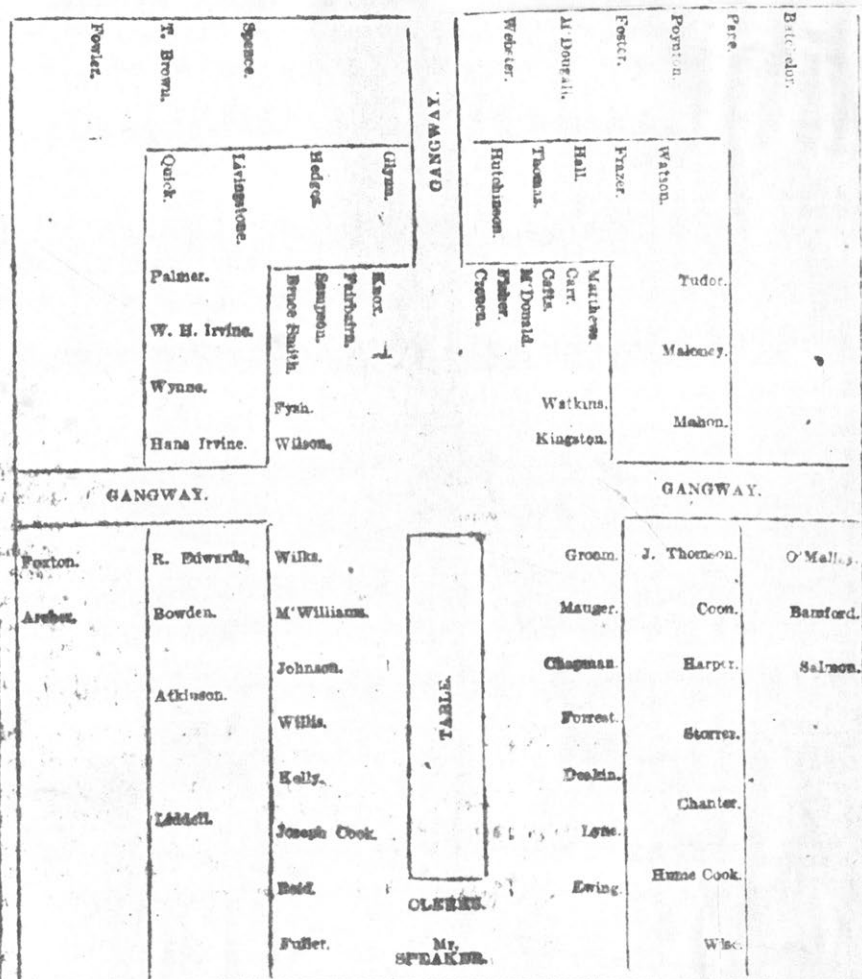 Fowler.
T. Brown.
Spence.
GANGWAY.
Webster.
M'Dougall.
Foster.
Poynton.
Page.
Batchelor.
Quick.
Livingstone.
Hedges.
Glynn.
Hutchinson.
Thomas.
Hall.
Frazer.
Watson.
Palmer.
W. H. Irvine.
Wynne.
Hans Irvine.
Bruce Smith.
Sampson.
Fairbairn.
Knox.
Fysh.
Wilson.
Crouch.
Fisher.
M'Donald.
Catts.
Carr.
Matthews.
Watkins.
Kingston.
Tudor.
Maloney.
Mahon.
GANGWAY.
GANGWAY.
Foxton.
Archer.
R. Edwards.
Bowden.
Atkinson.
Liddell.
Wilks.
M'Williams.
Johnson.
Willis.
Kelly.
Joseph Cook.
Reid.
Fuller.
TABLE.
CLERKS.
Mr.
SPEAKER.
Groom.
Mauger.
Chapman.
Forrest.
Deakin.
Lyne.
Ewing.
J. Thomson.
Coon.
Harper.
Storrer.
Chanter.
Hume Cook.
Wise.
O'Malley.
Bamford.
Salmon.